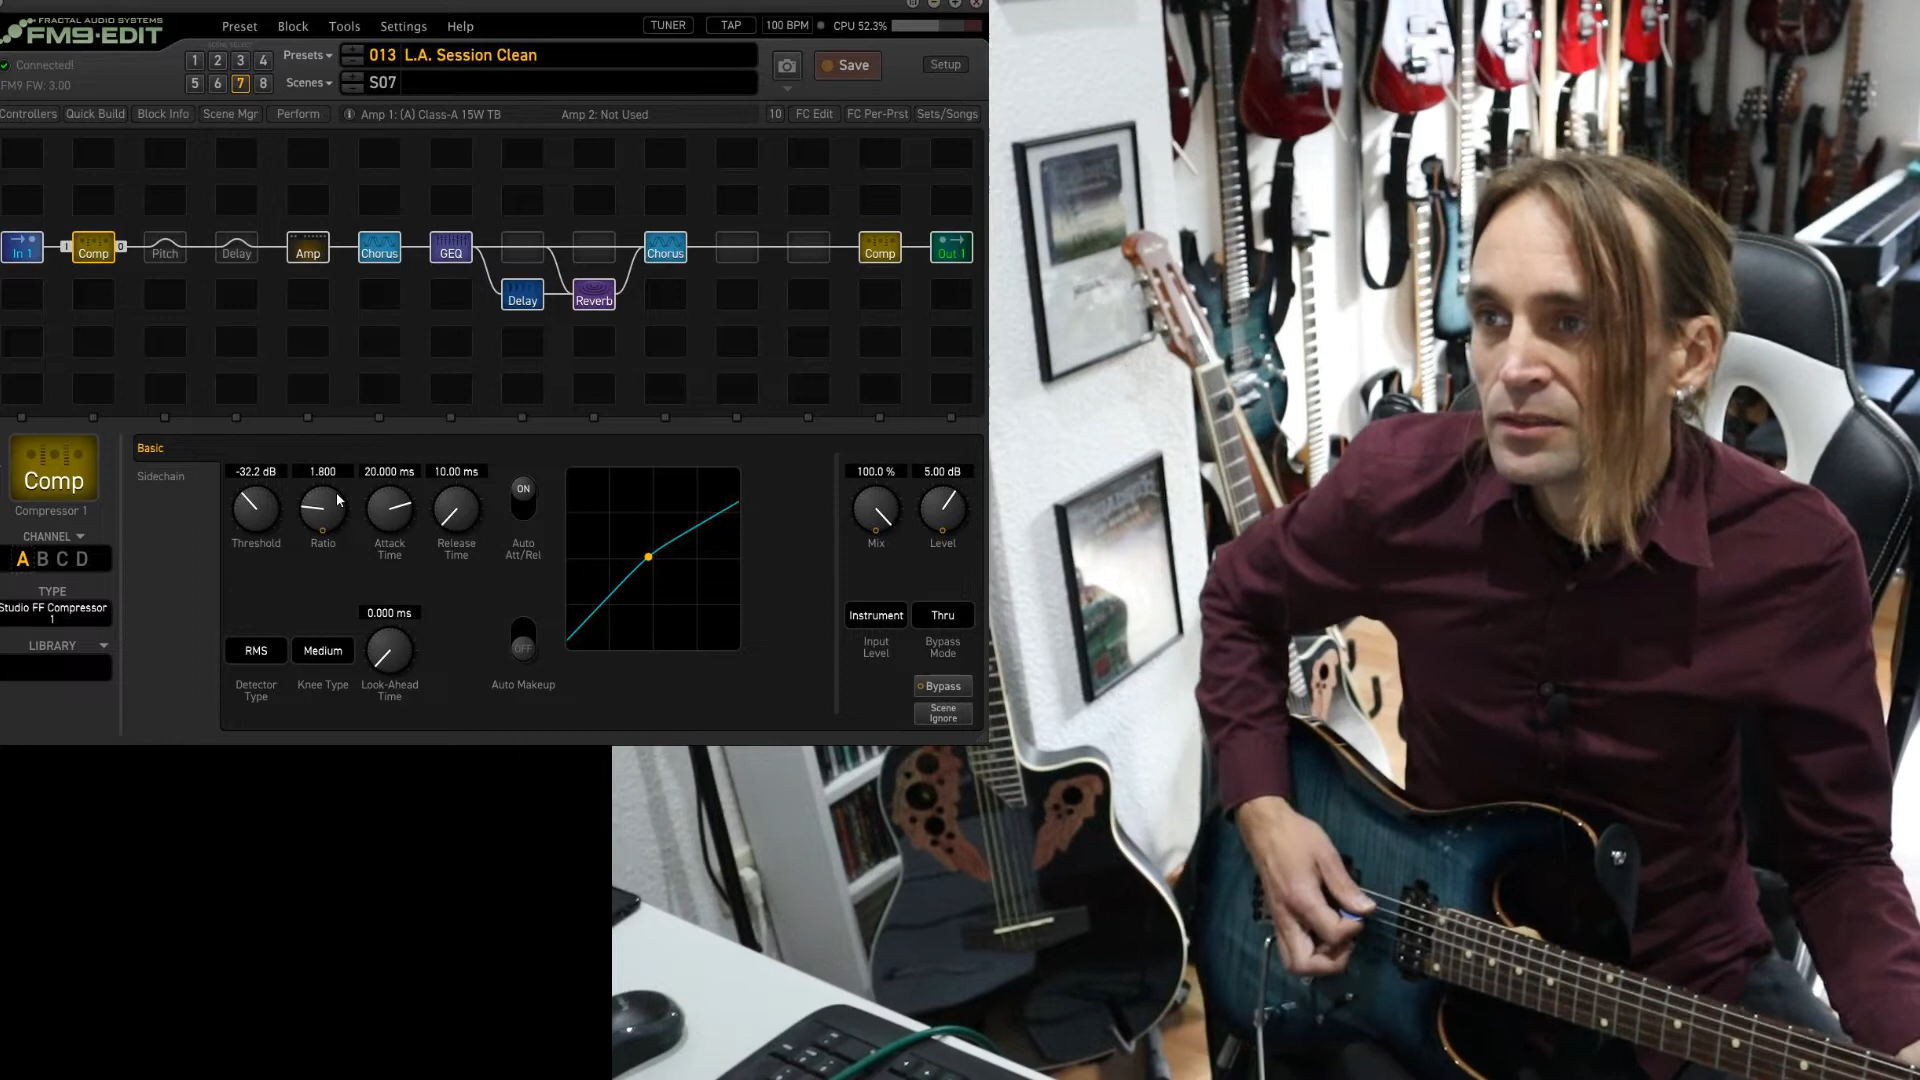 FRACTAL AUDIO SYSTEMS
FM9-EDIT
Preset Block Tools Settings Help
TUNER TAP 100 BPM CPU 52.3%
Connected!
FM9 FW: 3.00
1 2 3 4
5 6 7 8
Presets 013 L.A. Session Clean
Scenes S07
Save
Setup
Controllers Quick Build Block Info Scene Mgr Perform Amp 1: (A) Class-A 15W TB Amp 2: Not Used 10 FC Edit FC Per-Prst Sets/Songs
In 1 I Comp O Pitch Delay Amp Chorus GEQ Chorus Comp Out 1
Delay Reverb
Comp
Compressor 1
CHANNEL
A B C D
TYPE
Studio FF Compressor
1
LIBRARY
Basic
Sidechain
-32.2 dB 1.800 20.000 ms 10.00 ms
ON
Threshold Ratio Attack Time Release Time Auto Att/Rel
0.000 ms
RMS Medium OFF
Detector Type Knee Type Look-Ahead Time Auto Makeup
100.0 % 5.00 dB
Mix Level
Instrument Thru
Input Level Bypass Mode
Bypass
Scene Ignore